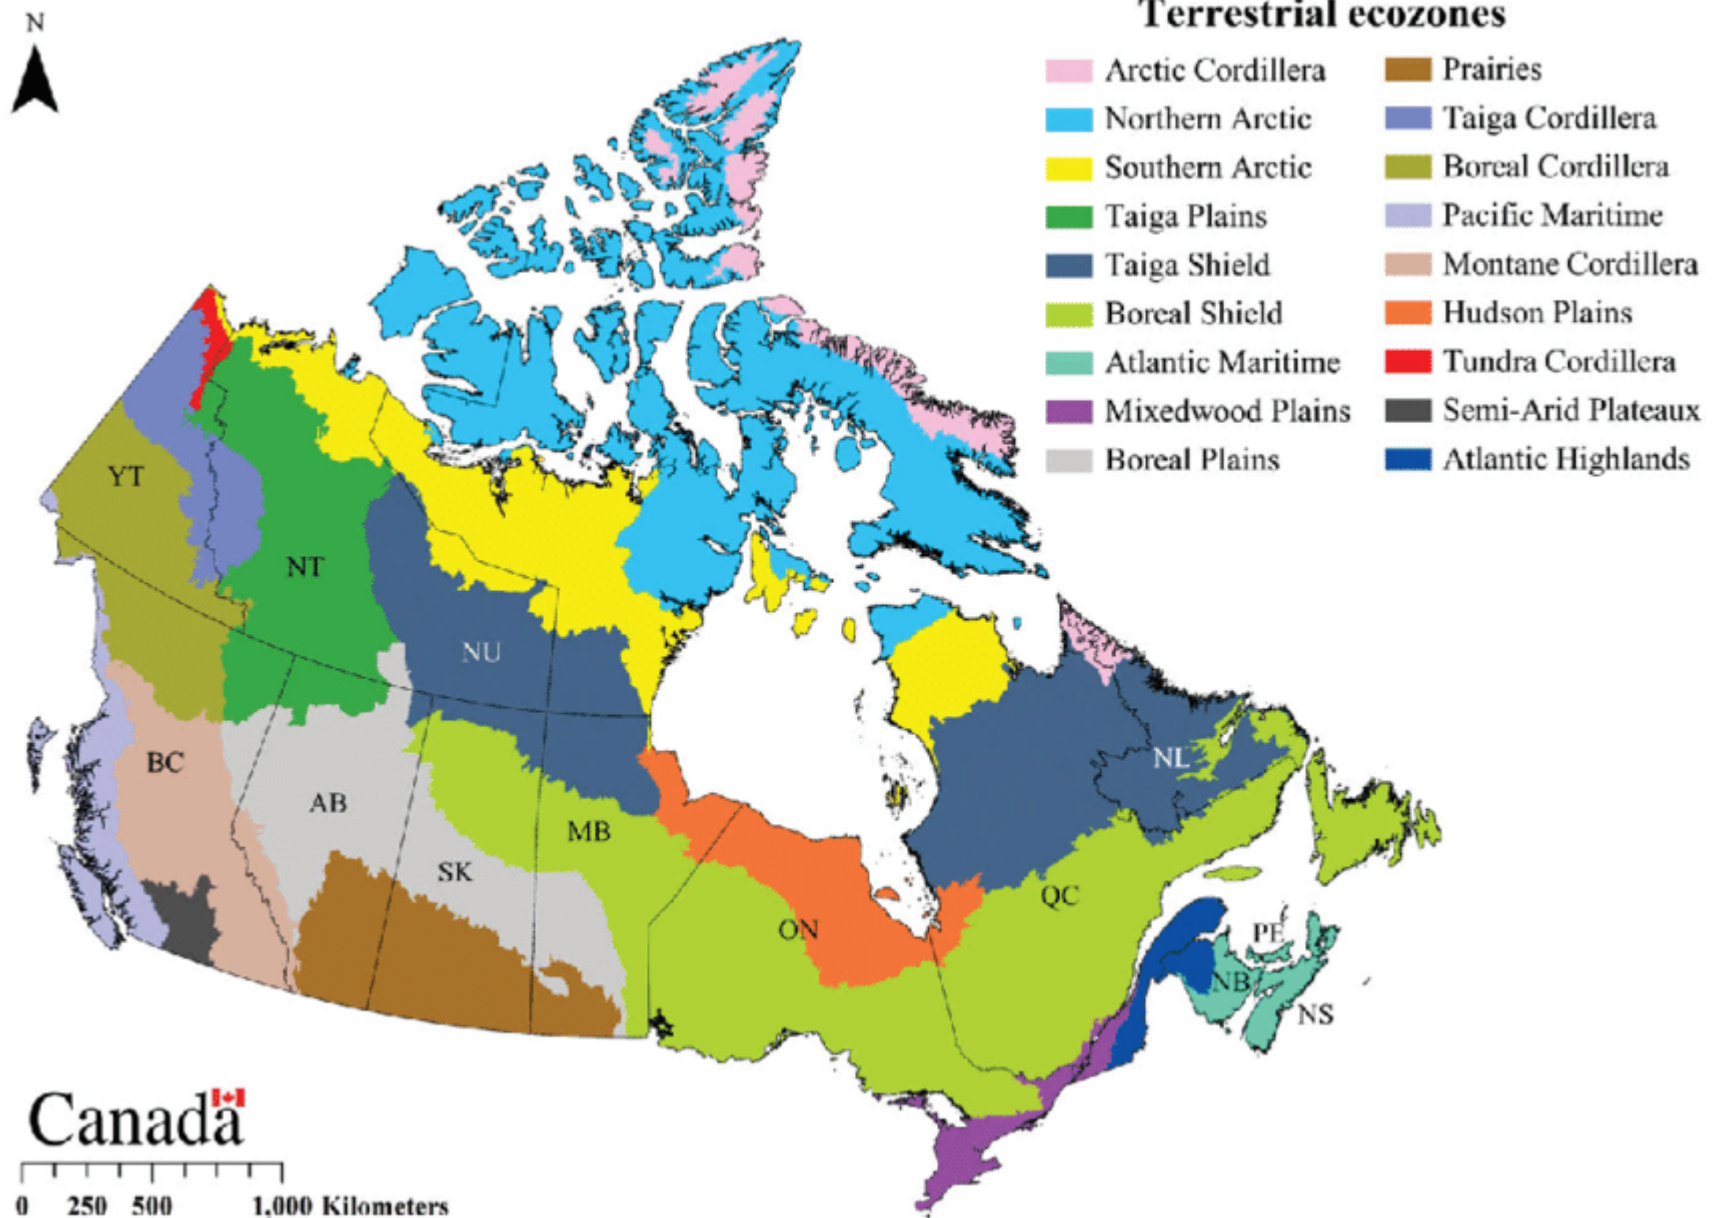 N
Terrestrial ecozones
Arctic Cordillera
Northern Arctic
Southern Arctic
Taiga Plains
Taiga Shield
Boreal Shield
Atlantic Maritime
Mixedwood Plains
Boreal Plains
Prairies
Taiga Cordillera
Boreal Cordillera
Pacific Maritime
Montane Cordillera
Hudson Plains
Tundra Cordillera
Semi-Arid Plateaux
Atlantic Highlands
YT
NT
NU
BC
AB
SK
MB
ON
QC
NL
PE
NB
NS
Canada
0 250 500 1,000 Kilometers